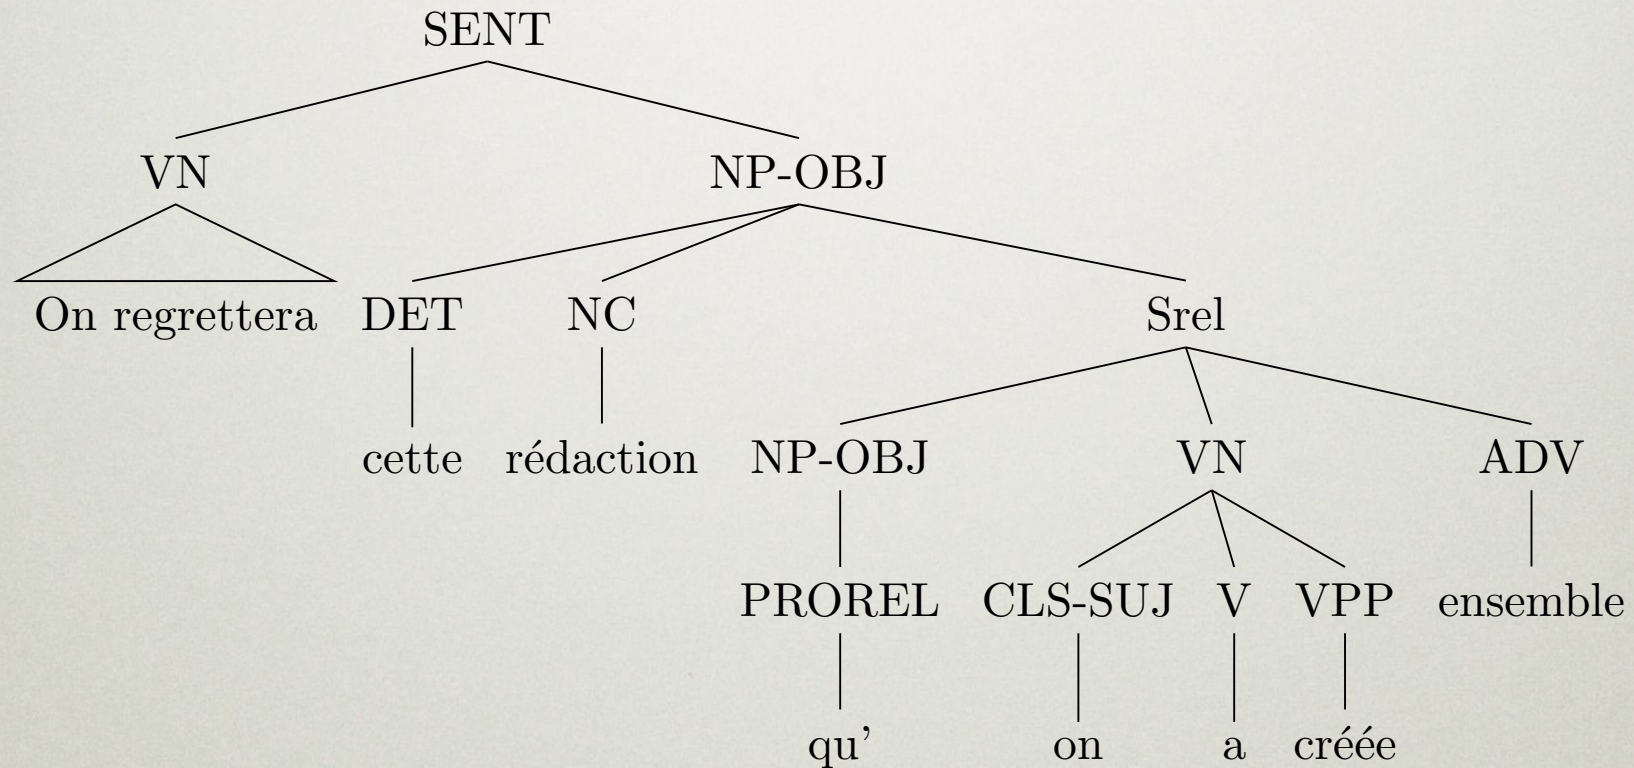 SENT
VN NP-OBJ
On regrettera DET NC Srel
cette rédaction NP-OBJ VN ADV
PROREL CLS-SUJ V VPP ensemble
qu’ on a créée